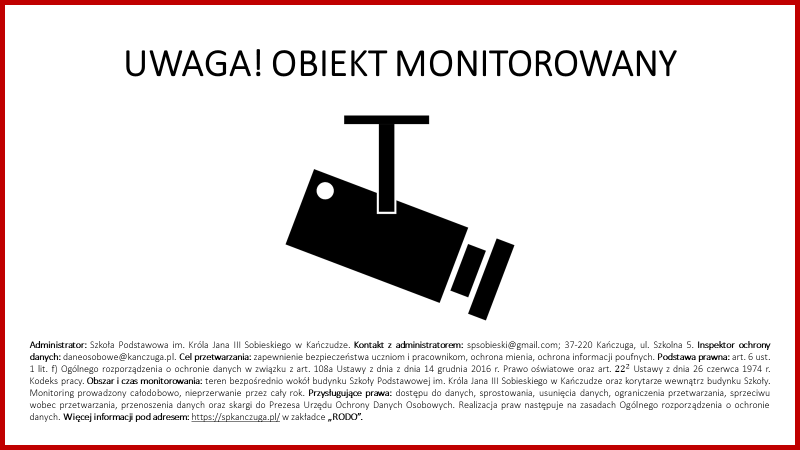 UWAGA! OBIEKT MONITOROWANY
Administrator: Szkoła Podstawowa im. Króla Jana III Sobieskiego w Kańczudze. Kontakt z administratorem: spsobieski@gmail.com; 37-220 Kańczuga, ul. Szkolna 5. Inspektor ochrony
danych: daneosobowe@kanczuga.pl. Cel przetwarzania: zapewnienie bezpieczeństwa uczniom i pracownikom, ochrona mienia, ochrona informacji poufnych. Podstawa prawna: art. 6 ust.
1 lit. f) Ogólnego rozporządzenia o ochronie danych w związku z art. 108a Ustawy z dnia z dnia 14 grudnia 2016 r. Prawo oświatowe oraz art. 22² Ustawy z dnia 26 czerwca 1974 r.
Kodeks pracy. Obszar i czas monitorowania: teren bezpośrednio wokół budynku Szkoły Podstawowej im. Króla Jana III Sobieskiego w Kańczudze oraz korytarze wewnątrz budynku Szkoły.
Monitoring prowadzony całodobowo, nieprzerwanie przez cały rok. Przysługujące prawa: dostępu do danych, sprostowania, usunięcia danych, ograniczenia przetwarzania, sprzeciwu
wobec przetwarzania, przenoszenia danych oraz skargi do Prezesa Urzędu Ochrony Danych Osobowych. Realizacja praw następuje na zasadach Ogólnego rozporządzenia o ochronie
danych. Więcej informacji pod adresem: https://spkanczuga.pl/ w zakładce „RODO”.